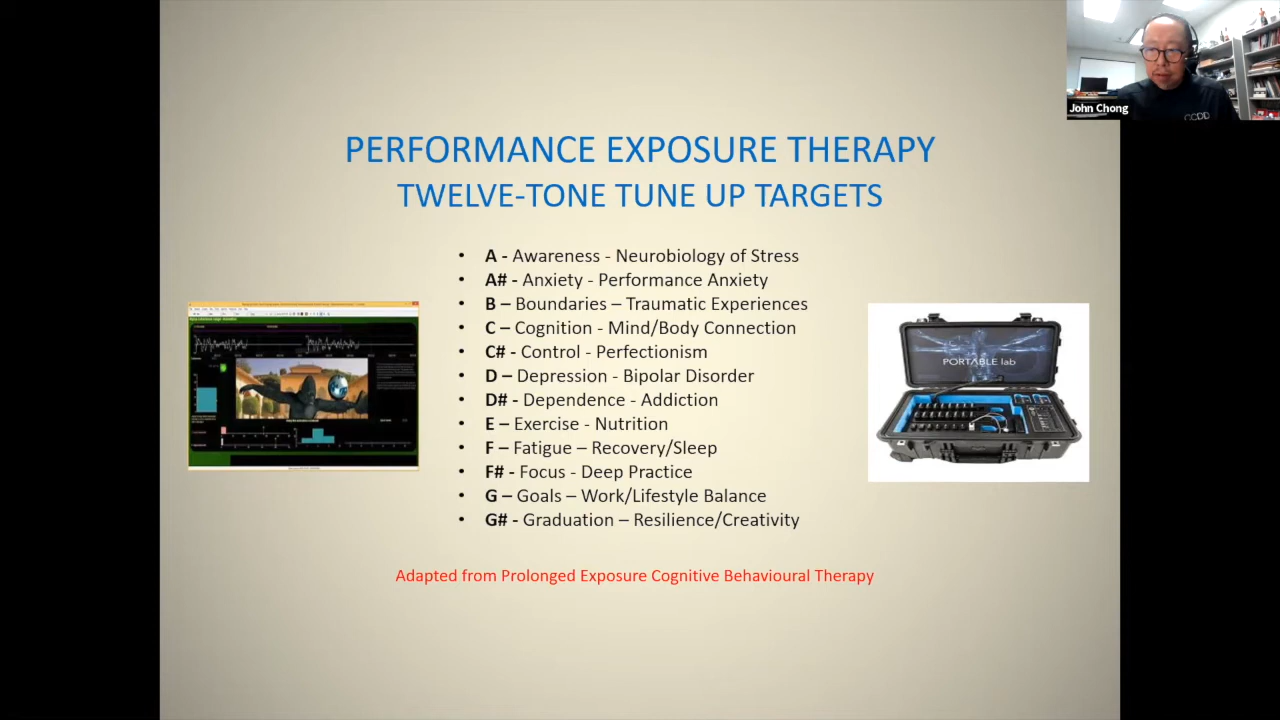 John Chong
CCDD
PERFORMANCE EXPOSURE THERAPY
TWELVE-TONE TUNE UP TARGETS
• A - Awareness - Neurobiology of Stress
• A# - Anxiety - Performance Anxiety
• B – Boundaries – Traumatic Experiences
• C – Cognition - Mind/Body Connection
• C# - Control - Perfectionism
• D – Depression - Bipolar Disorder
• D# - Dependence - Addiction
• E – Exercise - Nutrition
• F – Fatigue – Recovery/Sleep
• F# - Focus - Deep Practice
• G – Goals – Work/Lifestyle Balance
• G# - Graduation – Resilience/Creativity
PORTABLE lab
Adapted from Prolonged Exposure Cognitive Behavioural Therapy